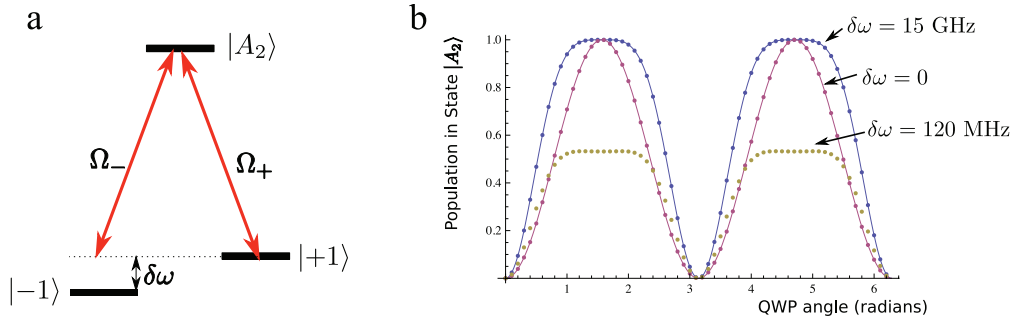 a
|A₂⟩
Ω₋
Ω₊
|+1⟩
δω
|−1⟩
b
Population in State |A₂⟩
1.0
0.8
0.6
0.4
0.2
1
2
3
4
5
6
QWP angle (radians)
δω = 15 GHz
δω = 0
δω = 120 MHz